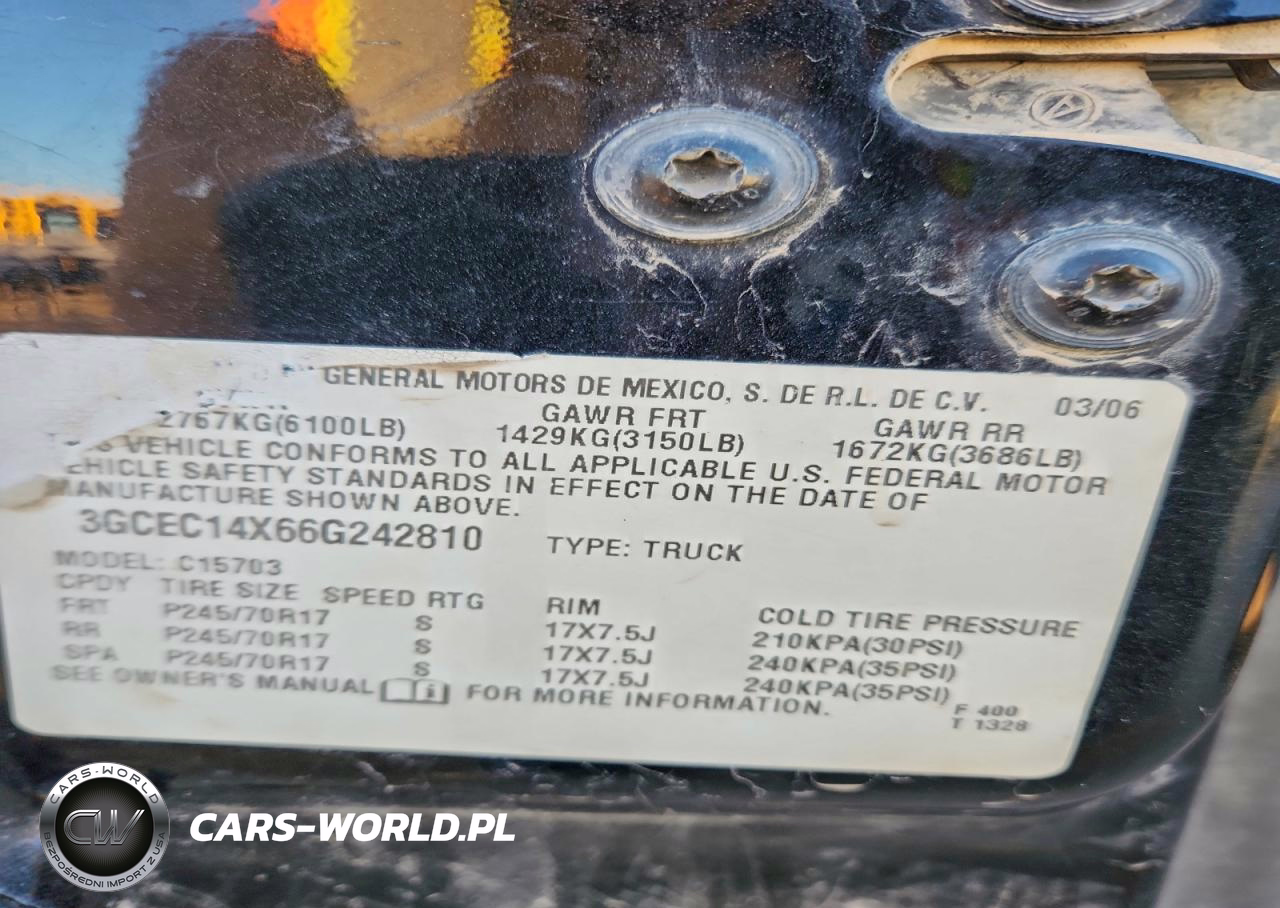 GENERAL MOTORS DE MEXICO, S. DE R.L. DE C.V. 03/06
GAWR FRT GAWR RR
2767KG(6100LB) 1429KG(3150LB) 1672KG(3686LB)
VEHICLE CONFORMS TO ALL APPLICABLE U.S. FEDERAL MOTOR
VEHICLE SAFETY STANDARDS IN EFFECT ON THE DATE OF
MANUFACTURE SHOWN ABOVE.
3GCEC14X66G242810 TYPE: TRUCK
MODEL: C15703
CPDY TIRE SIZE SPEED RTG RIM COLD TIRE PRESSURE
FRT P245/70R17 S 17X7.5J 210KPA(30PSI)
RR P245/70R17 S 17X7.5J 240KPA(35PSI)
SPA P245/70R17 S 17X7.5J 240KPA(35PSI)
SEE OWNER'S MANUAL FOR MORE INFORMATION.
F 400
T 1328
CARS-WORLD
CW
BEZPOŚREDNI IMPORT Z USA
CARS-WORLD.PL